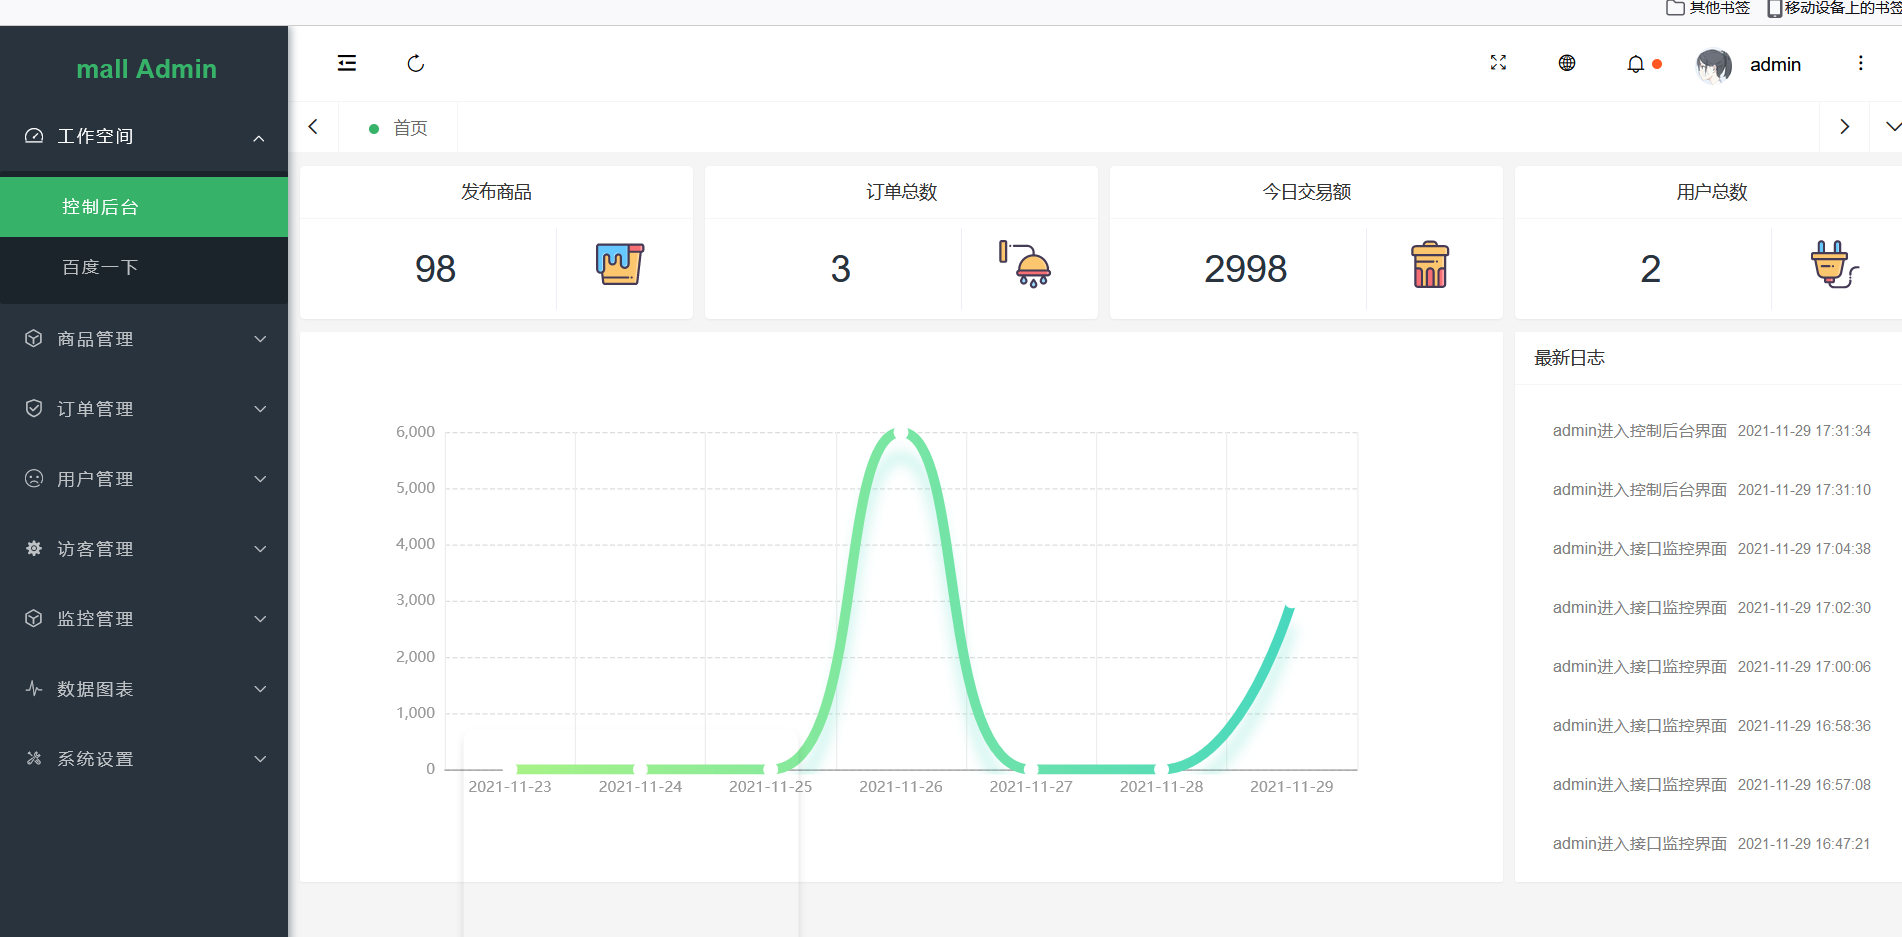 其他书签 移动设备上的书签
mall Admin
admin
工作空间
控制后台
百度一下
商品管理
订单管理
用户管理
访客管理
监控管理
数据图表
系统设置
首页
发布商品
98
订单总数
3
今日交易额
2998
用户总数
2
6,000
5,000
4,000
3,000
2,000
1,000
0
2021-11-23 2021-11-24 2021-11-25 2021-11-26 2021-11-27 2021-11-28 2021-11-29
最新日志
admin进入控制后台界面 2021-11-29 17:31:34
admin进入控制后台界面 2021-11-29 17:31:10
admin进入接口监控界面 2021-11-29 17:04:38
admin进入接口监控界面 2021-11-29 17:02:30
admin进入接口监控界面 2021-11-29 17:00:06
admin进入接口监控界面 2021-11-29 16:58:36
admin进入接口监控界面 2021-11-29 16:57:08
admin进入接口监控界面 2021-11-29 16:47:21